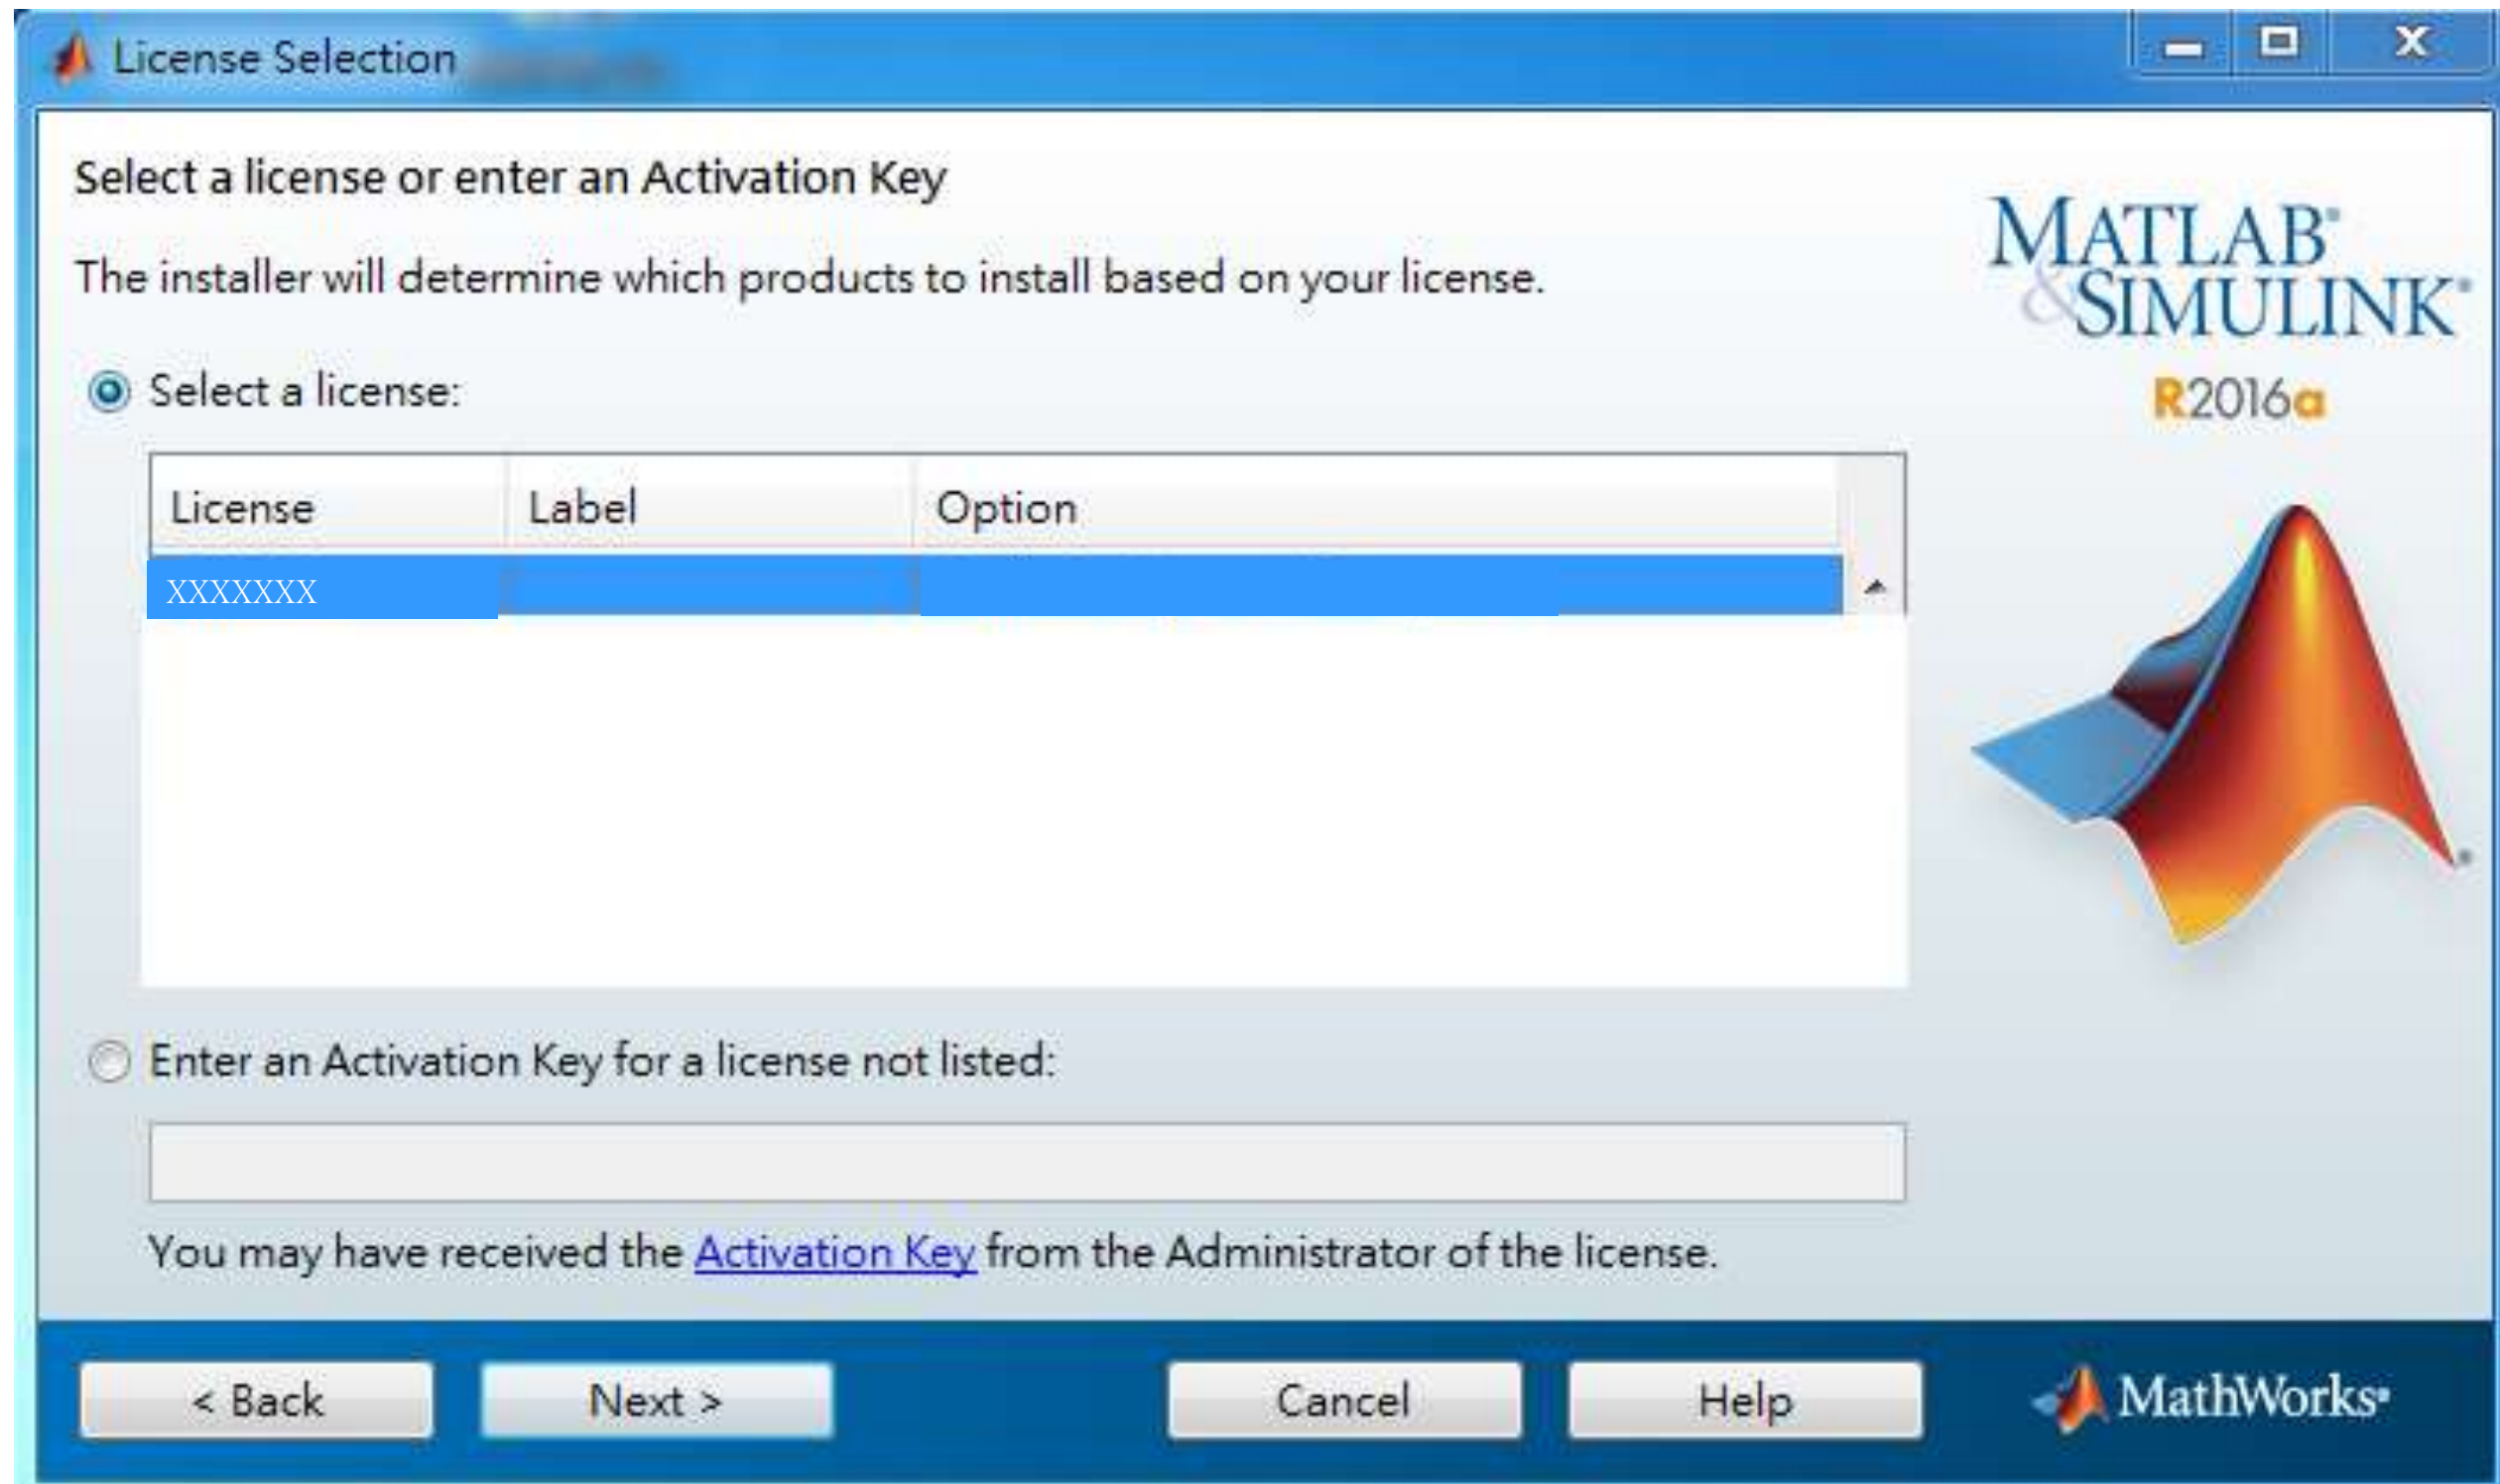 License Selection
Select a license or enter an Activation Key
The installer will determine which products to install based on your license.
MATLAB®
&SIMULINK®
R2016a
Select a license:
License Label Option
XXXXXXX
Enter an Activation Key for a license not listed:
You may have received the Activation Key from the Administrator of the license.
< Back Next > Cancel Help MathWorks®